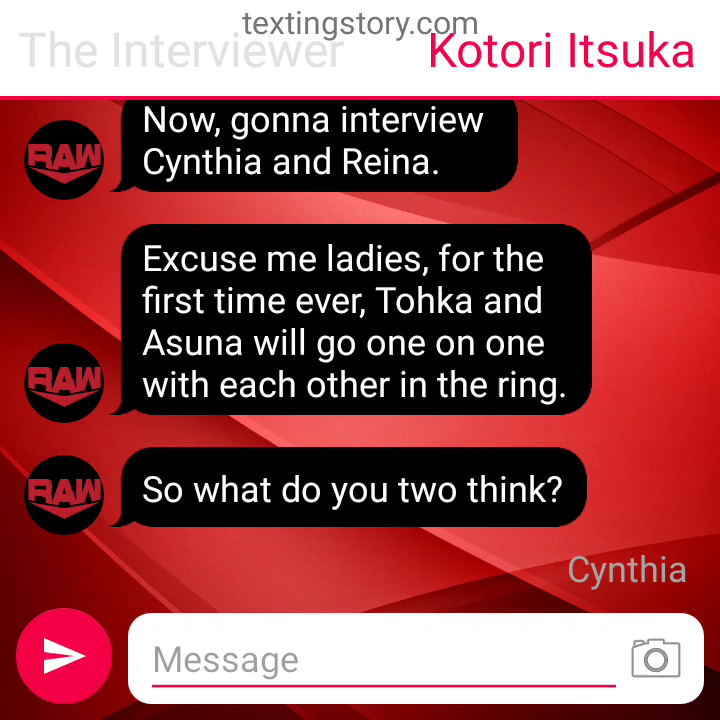 textingstory.com
The Interviewer
Kotori Itsuka
Now, gonna interview
Cynthia and Reina.
RAW
Excuse me ladies, for the
first time ever, Tohka and
Asuna will go one on one
with each other in the ring.
RAW
So what do you two think?
RAW
Cynthia
Message